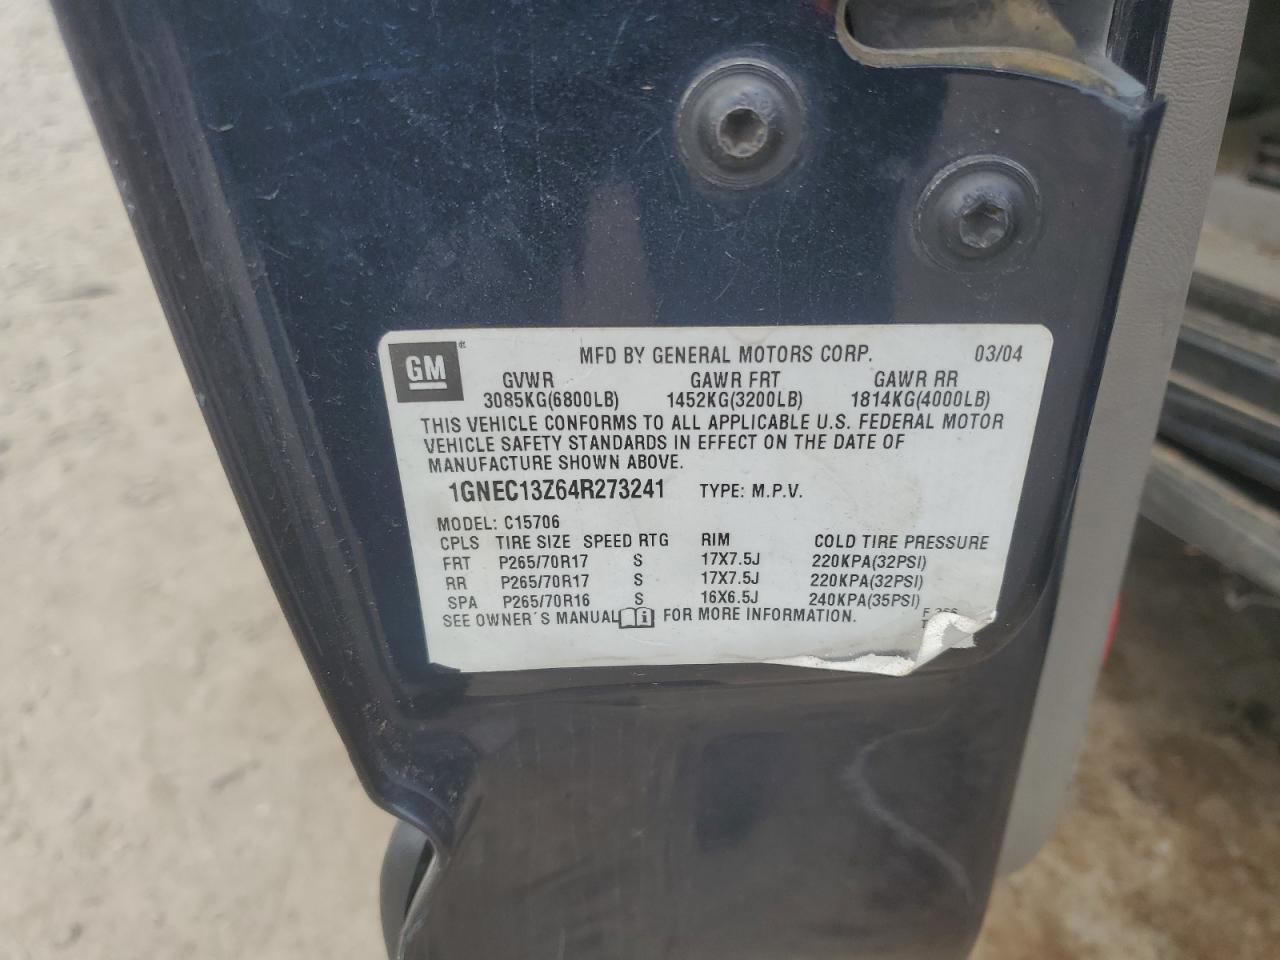 GM ® MFD BY GENERAL MOTORS CORP. 03/04
GVWR GAWR FRT GAWR RR
3085KG(6800LB) 1452KG(3200LB) 1814KG(4000LB)
THIS VEHICLE CONFORMS TO ALL APPLICABLE U.S. FEDERAL MOTOR
VEHICLE SAFETY STANDARDS IN EFFECT ON THE DATE OF
MANUFACTURE SHOWN ABOVE.
1GNEC13Z64R273241 TYPE: M.P.V.
MODEL: C15706
CPLS TIRE SIZE SPEED RTG RIM COLD TIRE PRESSURE
FRT P265/70R17 S 17X7.5J 220KPA(32PSI)
RR P265/70R17 S 17X7.5J 220KPA(32PSI)
SPA P265/70R16 S 16X6.5J 240KPA(35PSI)
SEE OWNER'S MANUAL FOR MORE INFORMATION.